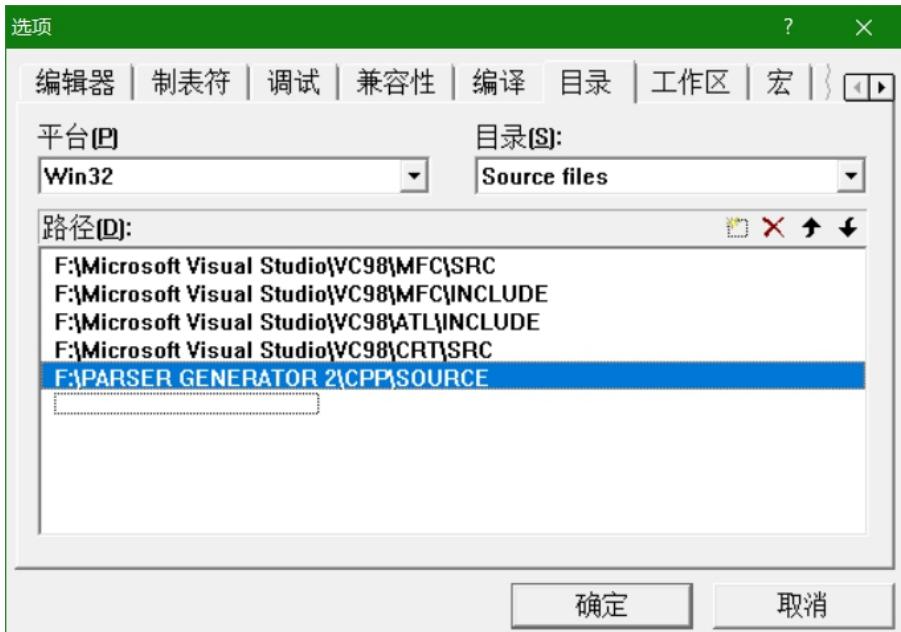 选项
编辑器 制表符 调试 兼容性 编译 目录 工作区 宏
平台(P) 目录(S):
Win32 Source files
路径(D):
F:\Microsoft Visual Studio\VC98\MFC\SRC
F:\Microsoft Visual Studio\VC98\MFC\INCLUDE
F:\Microsoft Visual Studio\VC98\ATL\INCLUDE
F:\Microsoft Visual Studio\VC98\CRT\SRC
F:\PARSER GENERATOR 2\CPP\SOURCE
确定 取消